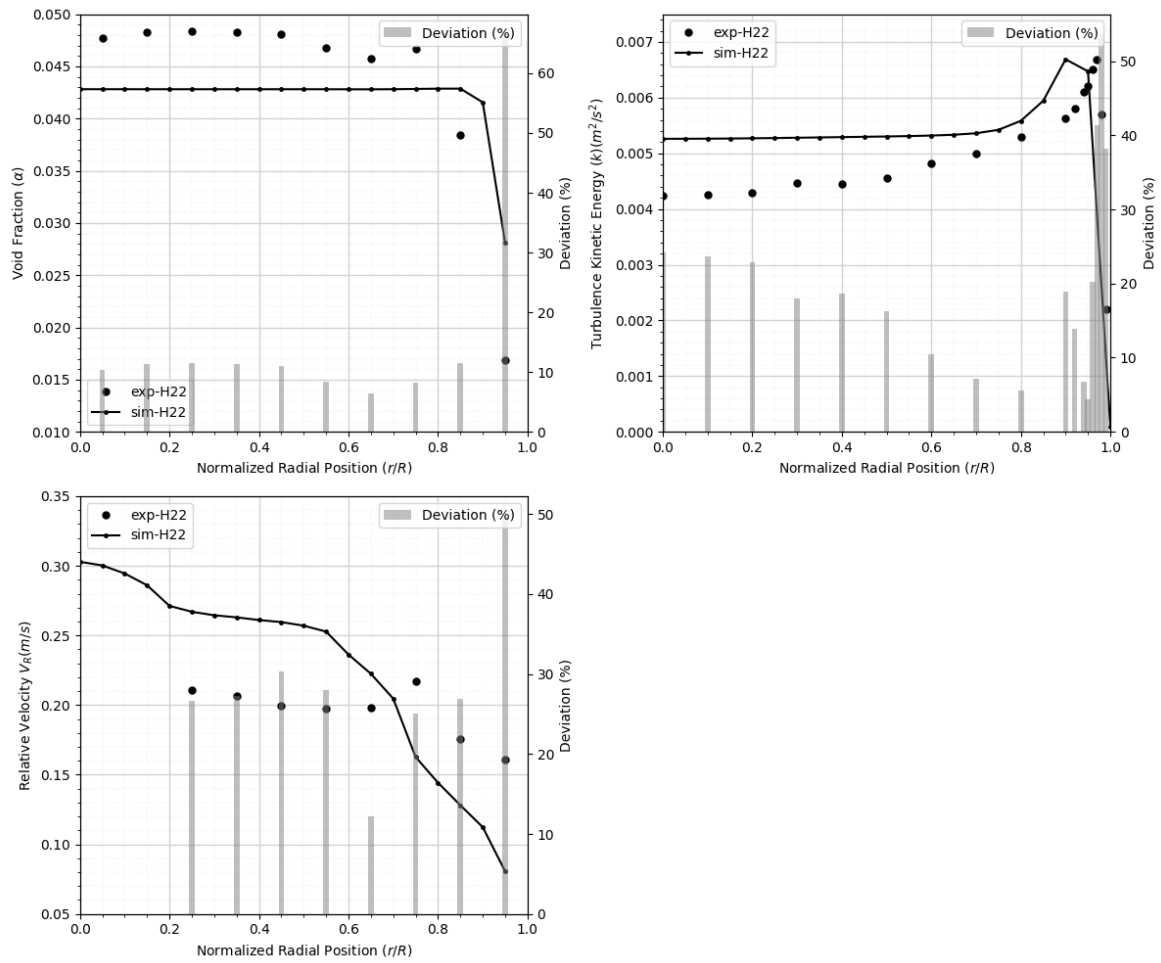 0.050
0.045
0.040
0.035
0.030
0.025
0.020
0.015
0.010
Void Fraction (α)
Deviation (%)
exp-H22
sim-H22
60
50
40
30
20
10
0
Deviation (%)
0.0 0.2 0.4 0.6 0.8 1.0
Normalized Radial Position (r/R)
0.007
0.006
0.005
0.004
0.003
0.002
0.001
0.000
Turbulence Kinetic Energy (k)(m²/s²)
exp-H22
sim-H22
Deviation (%)
50
40
30
20
10
0
Deviation (%)
0.0 0.2 0.4 0.6 0.8 1.0
Normalized Radial Position (r/R)
0.35
0.30
0.25
0.20
0.15
0.10
0.05
Relative Velocity V_R(m/s)
exp-H22
sim-H22
Deviation (%)
50
40
30
20
10
0
Deviation (%)
0.0 0.2 0.4 0.6 0.8 1.0
Normalized Radial Position (r/R)